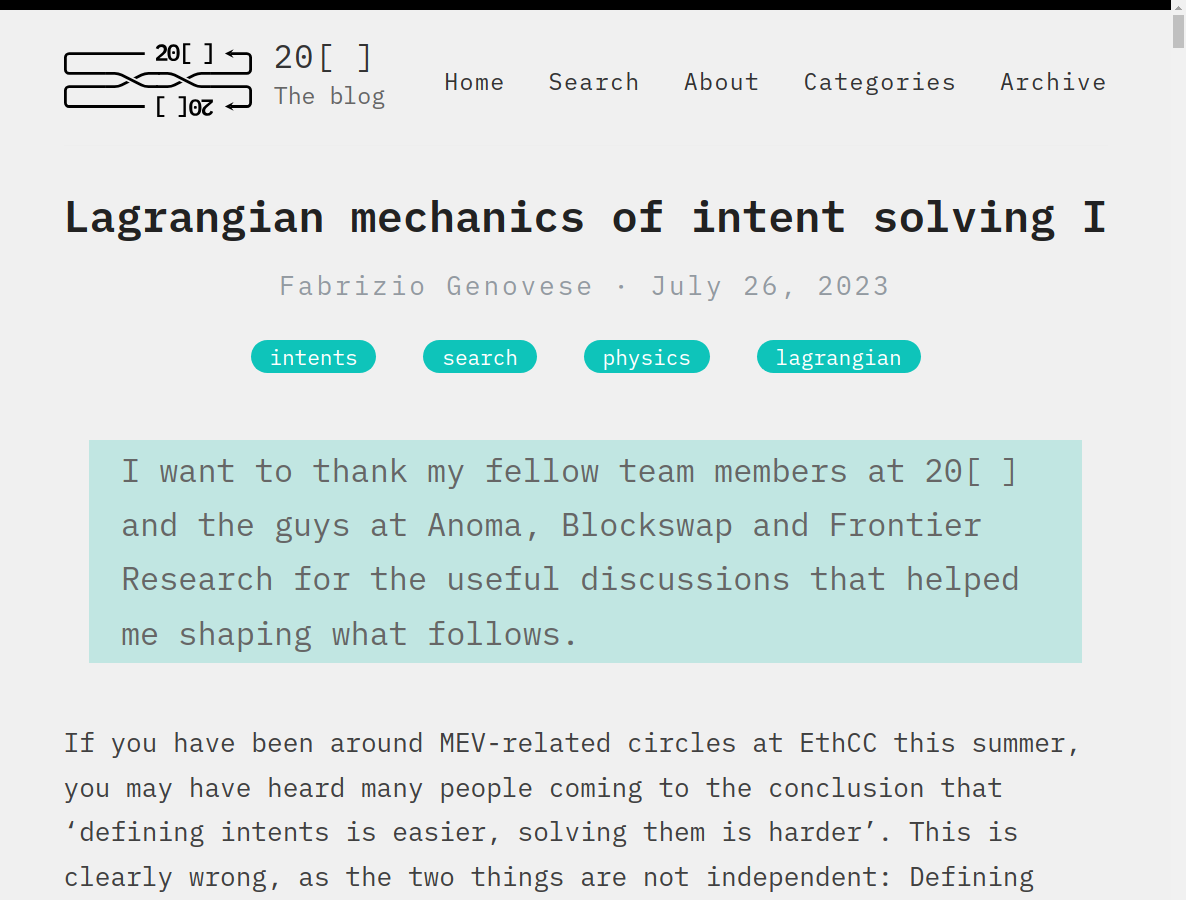 20[ ]
20[ ]
20[ ]
The blog
Home Search About Categories Archive
Lagrangian mechanics of intent solving I
Fabrizio Genovese · July 26, 2023
intents search physics lagrangian
I want to thank my fellow team members at 20[ ]
and the guys at Anoma, Blockswap and Frontier
Research for the useful discussions that helped
me shaping what follows.
If you have been around MEV-related circles at EthCC this summer,
you may have heard many people coming to the conclusion that
‘defining intents is easier, solving them is harder’. This is
clearly wrong, as the two things are not independent: Defining